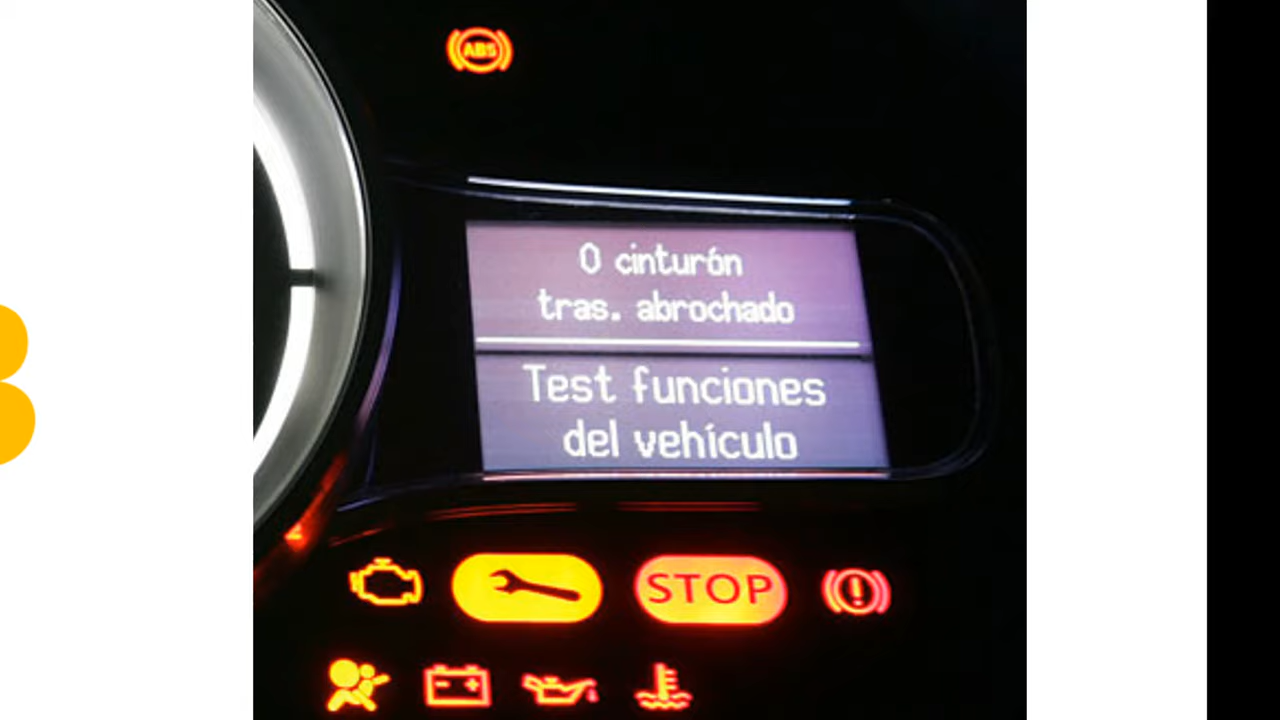 ABS
0 cinturón
tras. abrochado
Test funciones
del vehículo
STOP